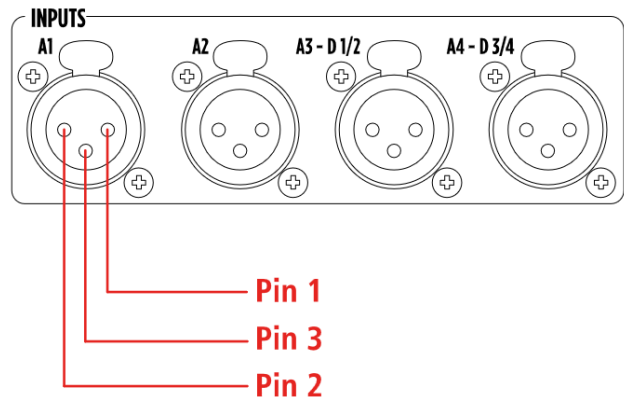 INPUTS
A1
A2
A3 - D 1/2
A4 - D 3/4
Pin 1
Pin 3
Pin 2